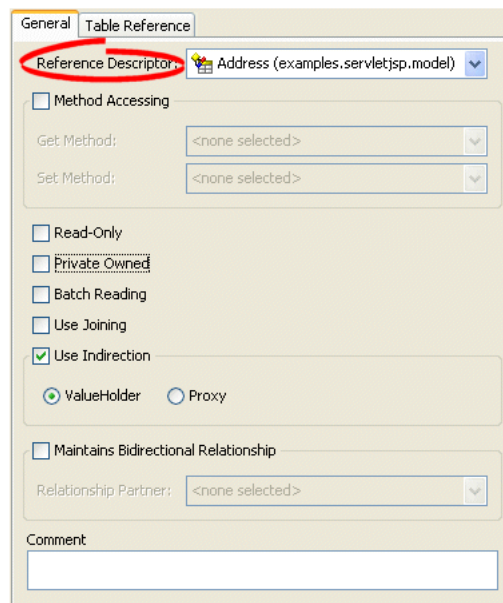 General Table Reference
Reference Descriptor: Address (examples.servletjsp.model)
Method Accessing
Get Method: <none selected>
Set Method: <none selected>
Read-Only
Private Owned
Batch Reading
Use Joining
Use Indirection
ValueHolder Proxy
Maintains Bidirectional Relationship
Relationship Partner: <none selected>
Comment